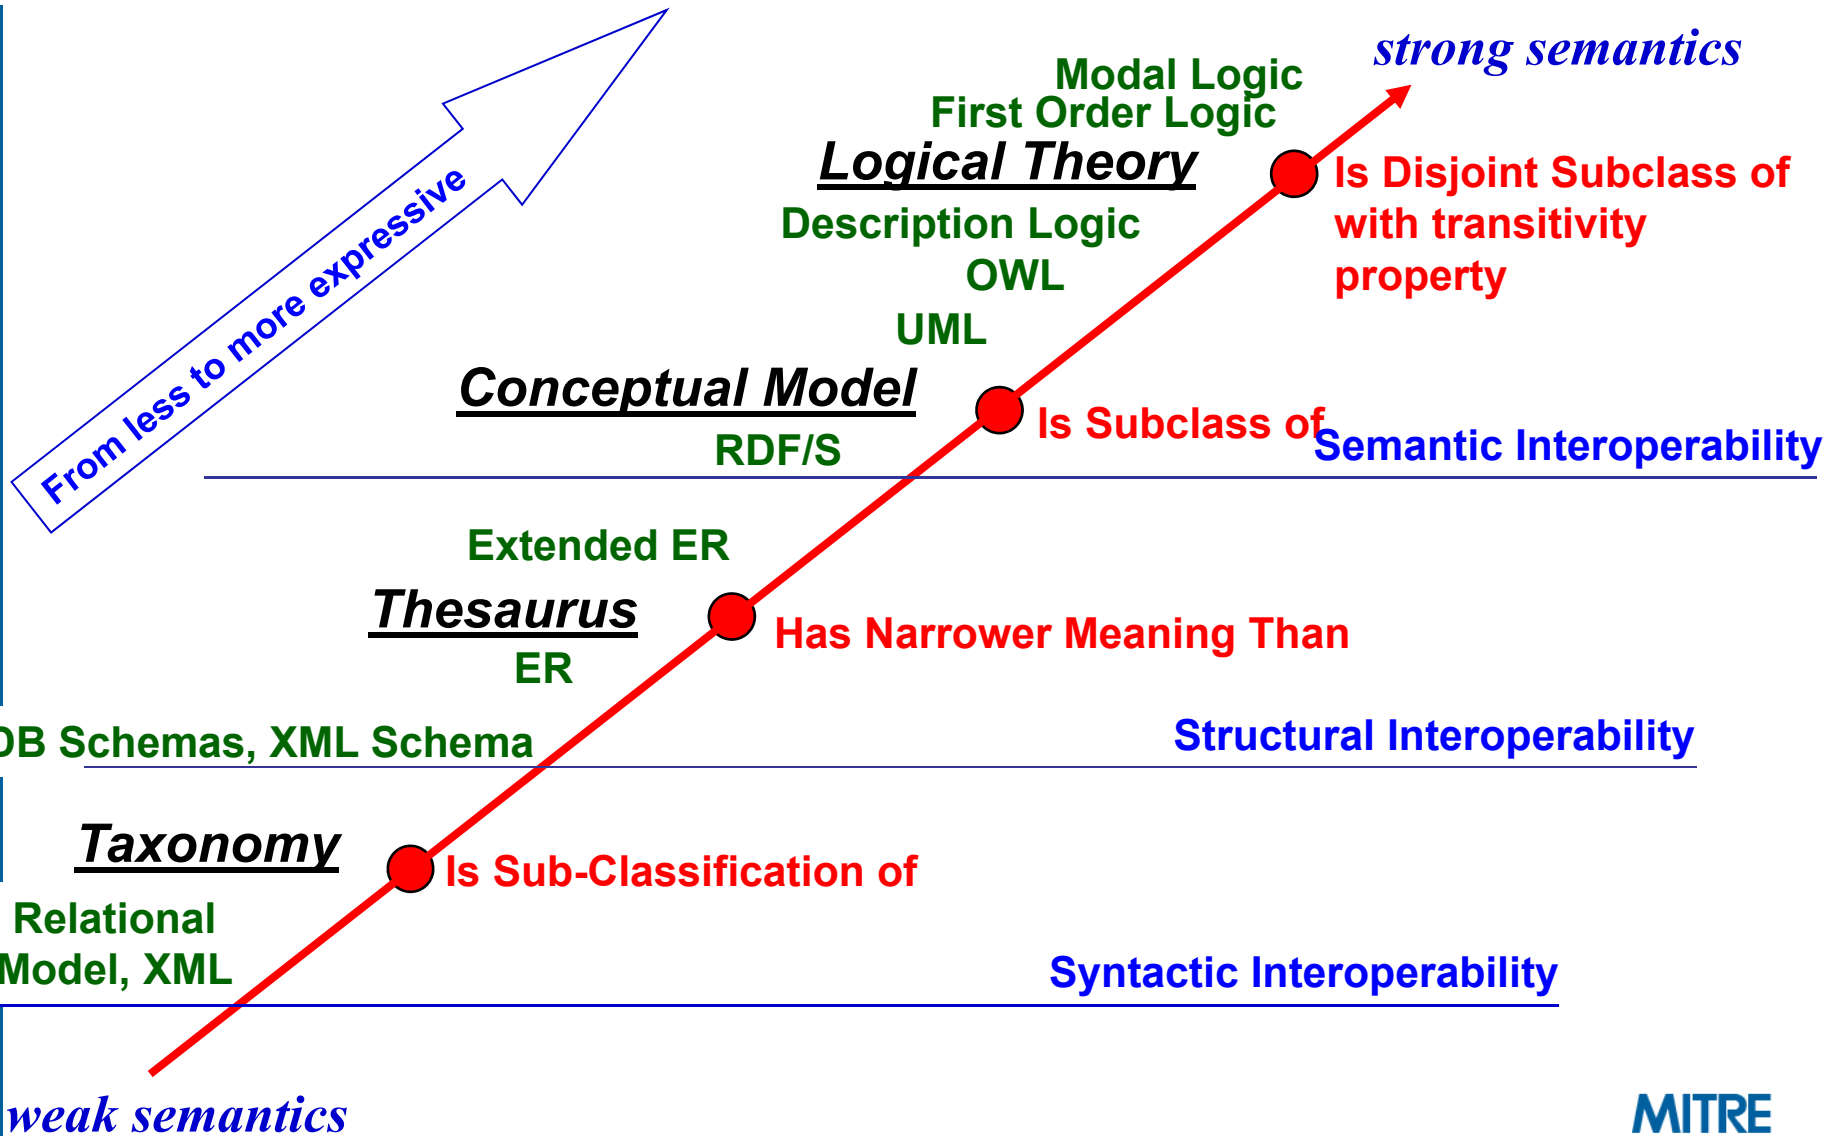 strong semantics
Modal Logic
First Order Logic
Logical Theory
Is Disjoint Subclass of
with transitivity
property
From less to more expressive
Description Logic
OWL
UML
Conceptual Model
Is Subclass of
Semantic Interoperability
RDF/S
Extended ER
Thesaurus
Has Narrower Meaning Than
ER
DB Schemas, XML Schema
Structural Interoperability
Taxonomy
Is Sub-Classification of
Relational
Model, XML
Syntactic Interoperability
weak semantics
MITRE